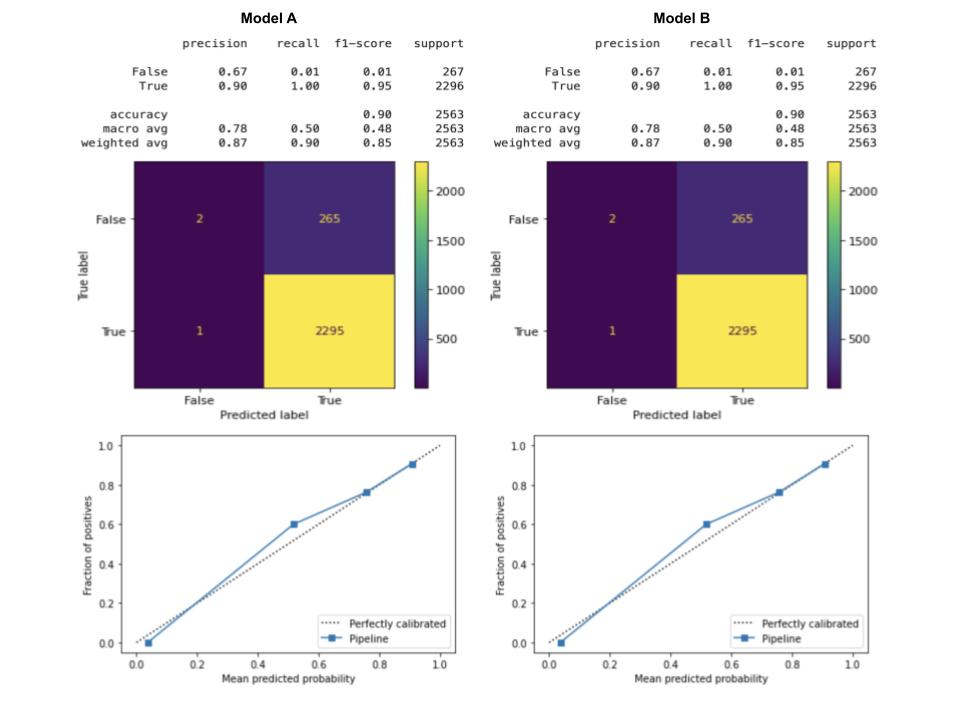 Model A
precision recall f1-score support
False 0.67 0.01 0.01 267
True 0.90 1.00 0.95 2296
accuracy 0.90 2563
macro avg 0.78 0.50 0.48 2563
weighted avg 0.87 0.90 0.85 2563
2000
1500
1000
500
True label
False
True
2
265
1
2295
False True
Predicted label
Fraction of positives
1.0
0.8
0.6
0.4
0.2
0.0
Perfectly calibrated
Pipeline
0.0 0.2 0.4 0.6 0.8 1.0
Mean predicted probability
Model B
precision recall f1-score support
False 0.67 0.01 0.01 267
True 0.90 1.00 0.95 2296
accuracy 0.90 2563
macro avg 0.78 0.50 0.48 2563
weighted avg 0.87 0.90 0.85 2563
2000
1500
1000
500
True label
False
True
2
265
1
2295
False True
Predicted label
Fraction of positives
1.0
0.8
0.6
0.4
0.2
0.0
Perfectly calibrated
Pipeline
0.0 0.2 0.4 0.6 0.8 1.0
Mean predicted probability